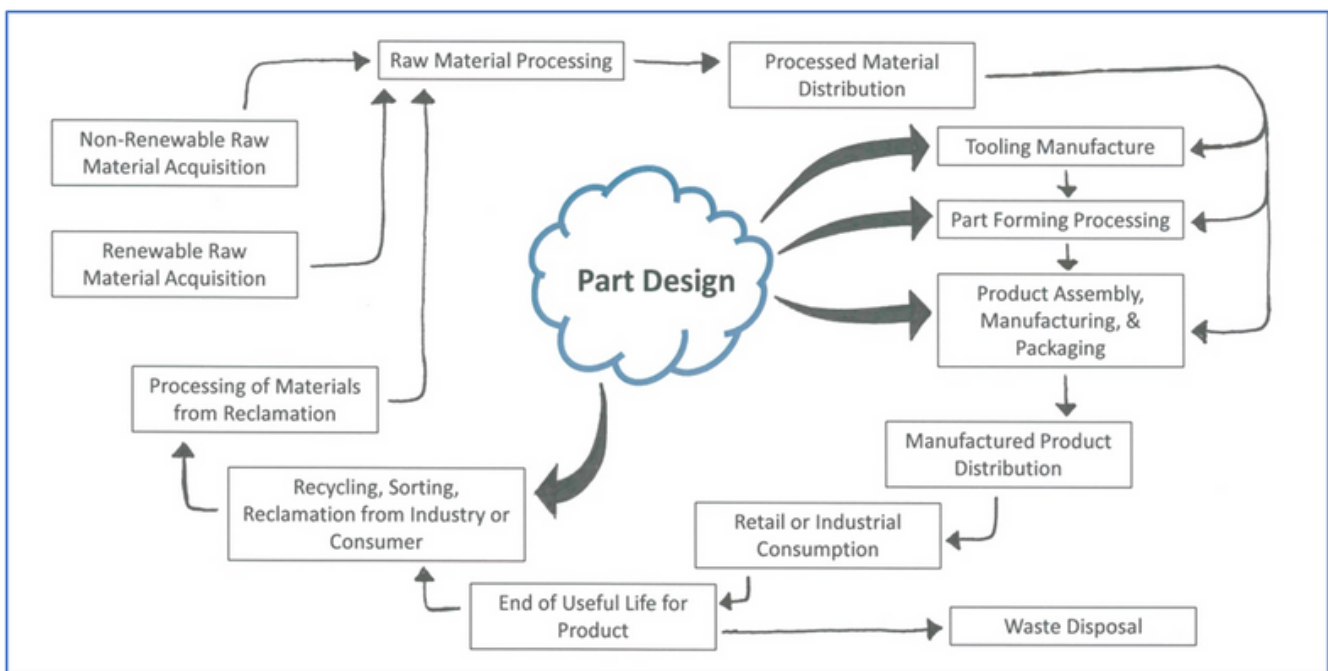 Raw Material Processing
Processed Material
Distribution
Non-Renewable Raw
Material Acquisition
Tooling Manufacture
Part Forming Processing
Renewable Raw
Material Acquisition
Part Design
Product Assembly,
Manufacturing, &
Packaging
Processing of Materials
from Reclamation
Manufactured Product
Distribution
Recycling, Sorting,
Reclamation from Industry or
Consumer
Retail or Industrial
Consumption
End of Useful Life for
Product
Waste Disposal